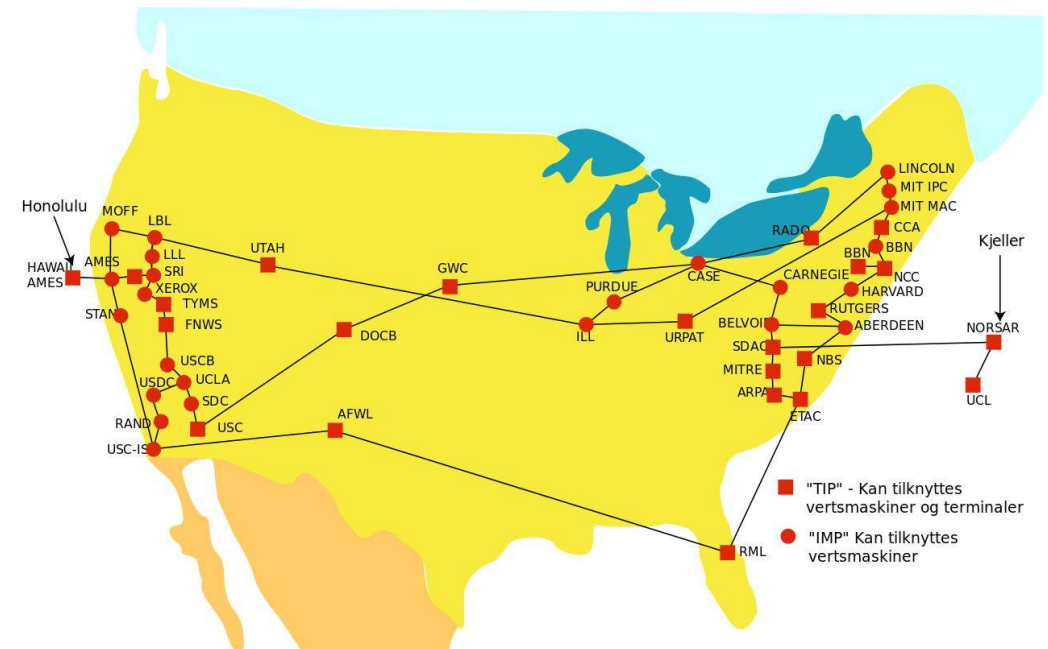 LINCOLN
MIT IPC
MIT MAC
CCA
BBN
BBN
NCC
HARVARD
RUTGERS
ABERDEEN
Kjeller
NORSAR
UCL
RADC
CARNEGIE
CASE
BELVOIR
SDAC
MITRE
ARPA
NBS
ETAC
RML
Honolulu
MOFF
LBL
LLL
SRI
AMES
HAWAII
AMES
XEROX
TYMS
STAN
FNWS
USCB
UCLA
USDC
SDC
RAND
USC
USC-IS
UTAH
GWC
DOCB
AFWL
PURDUE
ILL
URPAT
"TIP" - Kan tilknyttes
vertsmaskiner og terminaler
"IMP" Kan tilknyttes
vertsmaskiner